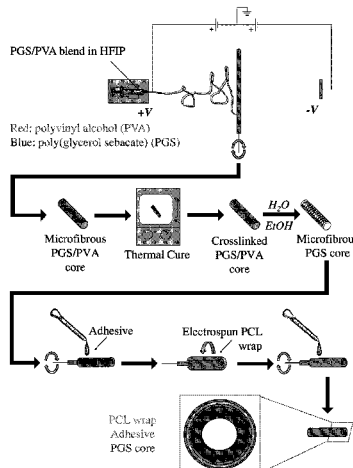 PGS/PVA blend in HFIP
+ +
+V
-V
Red: polyvinyl alcohol (PVA)
Blue: poly(glycerol sebacate) (PGS)
Microfibrous
PGS/PVA
core
Thermal Cure
Crosslinked
PGS/PVA
core
H2O
EtOH
Microfibrous
PGS core
Adhesive
Electrospun PCL
wrap
PCL wrap
Adhesive
PGS core